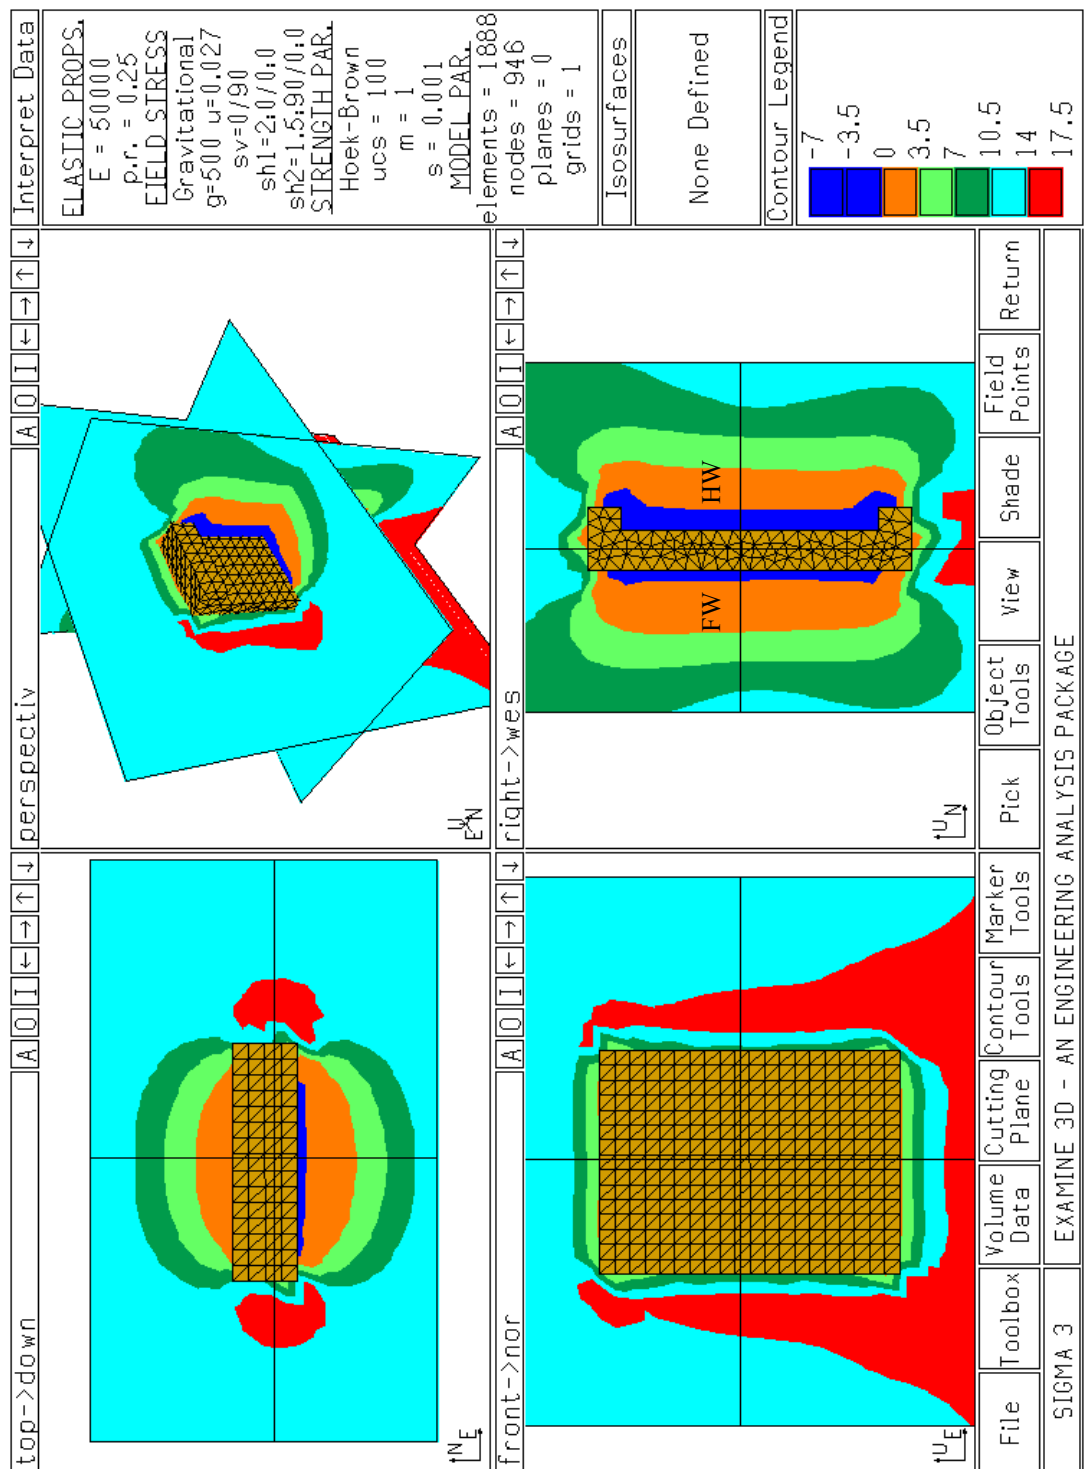 top->down
A O I ← → ↑ ↓
perspectiv
A O I ← → ↑ ↓
Interpret Data
ELASTIC PROPS.
E = 50000
p.r. = 0.25
FIELD STRESS
Gravitational
g=500 u=0.027
sv=0/90
sh1=2:0/0:0
sh2=1.5:90/0:0
STRENGTH PAR.
Hoek-Brown
ucs = 100
m = 1
s = 0.001
MODEL PAR.
elements = 1888
nodes = 946
planes = 0
grids = 1
N
E
U
E N
front->nor
A O I ← → ↑ ↓
right->wes
A O I ← → ↑ ↓
Isosurfaces
None Defined
Contour Legend
-7
-3.5
0
3.5
7
10.5
14
17.5
FW
HW
U
E
U
N
File
Toolbox
Volume
Data
Cutting
Plane
Contour
Tools
Marker
Tools
Pick
Object
Tools
View
Shade
Field
Points
Return
SIGMA 3
EXAMINE 3D - AN ENGINEERING ANALYSIS PACKAGE